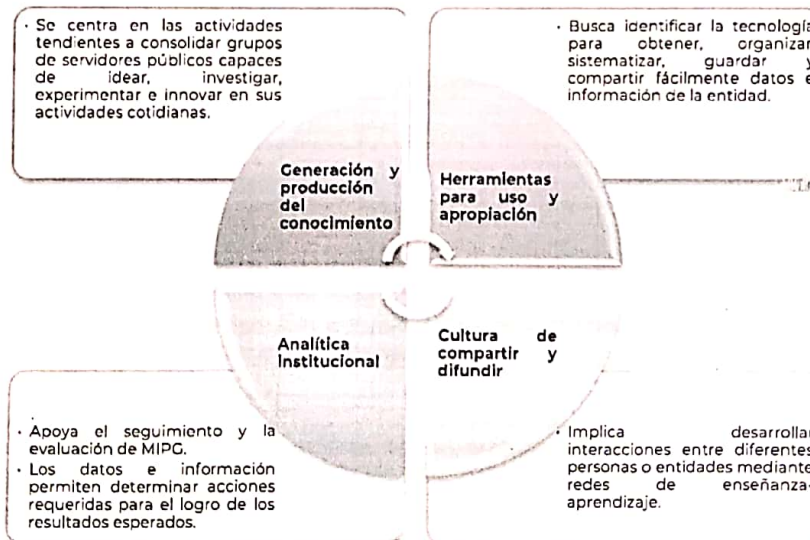 · Se centra en las actividades
tendientes a consolidar grupos
de servidores públicos capaces
de idear, investigar,
experimentar e innovar en sus
actividades cotidianas.
· Busca identificar la tecnología
para obtener, organizar,
sistematizar, guardar y
compartir fácilmente datos e
información de la entidad.
Generación y
producción
del
conocimiento
Herramientas
para uso y
apropiación
Analítica
institucional
Cultura de
compartir y
difundir
· Apoya el seguimiento y la
evaluación de MIPG.
· Los datos e información
permiten determinar acciones
requeridas para el logro de los
resultados esperados.
· Implica desarrollar
interacciones entre diferentes
personas o entidades mediante
redes de enseñanza-
aprendizaje.